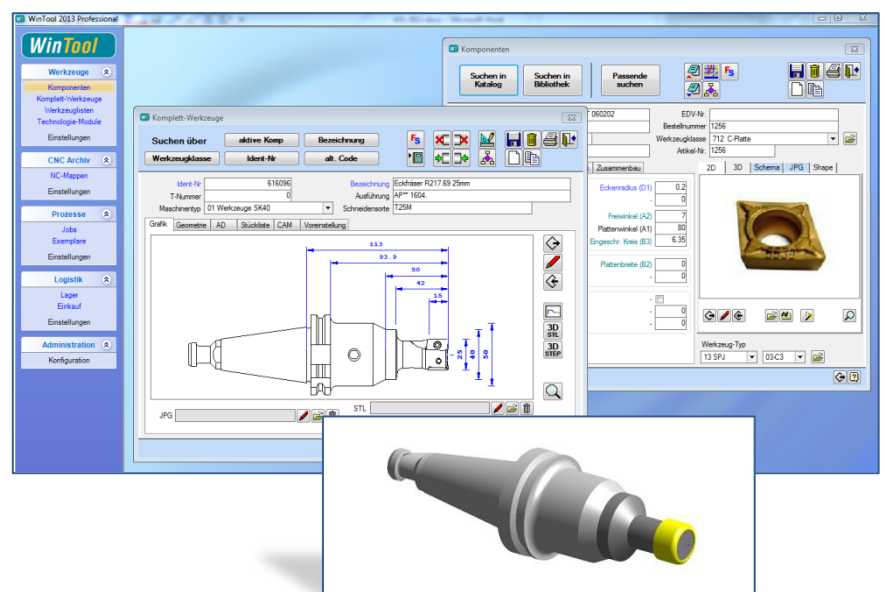 WinTool 2013 Professional
WinTool
Werkzeuge
Komponenten
Komplett-Werkzeuge
Werkzeuglisten
Technologie-Module
Einstellungen
CNC Archiv
NC-Mappen
Einstellungen
Prozesse
Jobs
Exemplare
Einstellungen
Logistik
Lager
Einkauf
Einstellungen
Administration
Konfiguration
Komponenten
Suchen in Katalog
Suchen in Bibliothek
Passende suchen
FS
T 060202
EDV-Nr.
Bestellnummer 1256
Werkzeugklasse 712 C-Platte
Artikel-Nr. 1256
Zusammenbau
2D 3D Schema JPG Shape
Eckenradius (D1) 0.2
- 0
Freiwinkel (A2) 7
Plattenwinkel (A1) 80
Eingeschr. Kreis (B3) 6.35
Plattenbreite (B2) 0
- 0
-
- 0
- 0
Werkzeug-Typ
13 SPJ 03-C3
Komplett-Werkzeuge
Suchen über aktive Komp Bezeichnung
Werkzeugklasse Ident-Nr alt. Code
FS
Ident-Nr 616096 Bezeichnung Eckfräser R217.69 25mm
T-Nummer 0 Ausführung AP** 1604.
Maschinentyp 01 Werkzeuge SK40 Schneidensorte T25M
Grafik Geometrie AD Stückliste CAM Voreinstellung
113
93.9
50
42
15
25
40
50
3D STL
3D STEP
JPG STL